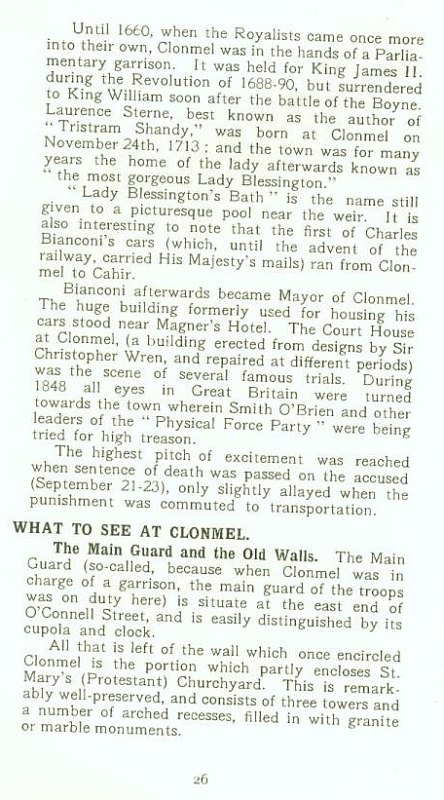 Until 1660, when the Royalists came once more
into their own, Clonmel was in the hands of a Parlia-
mentary garrison. It was held for King James II.
during the Revolution of 1688-90, but surrendered
to King William soon after the battle of the Boyne.
Laurence Sterne, best known as the author of
“Tristram Shandy,” was born at Clonmel on
November 24th, 1713; and the town was for many
years the home of the lady afterwards known as
“the most gorgeous Lady Blessington.”
“Lady Blessington's Bath” is the name still
given to a picturesque pool near the weir. It is
also interesting to note that the first of Charles
Bianconi's cars (which, until the advent of the
railway, carried His Majesty's mails) ran from Clon-
mel to Cahir.
Bianconi afterwards became Mayor of Clonmel.
The huge building formerly used for housing his
cars stood near Magner's Hotel. The Court House
at Clonmel, (a building erected from designs by Sir
Christopher Wren, and repaired at different periods)
was the scene of several famous trials. During
1848 all eyes in Great Britain were turned
towards the town wherein Smith O'Brien and other
leaders of the “Physical Force Party” were being
tried for high treason.
The highest pitch of excitement was reached
when sentence of death was passed on the accused
(September 21-23), only slightly allayed when the
punishment was commuted to transportation.
WHAT TO SEE AT CLONMEL.
The Main Guard and the Old Walls. The Main
Guard (so-called, because when Clonmel was in
charge of a garrison, the main guard of the troops
was on duty here) is situate at the east end of
O'Connell Street, and is easily distinguished by its
cupola and clock.
All that is left of the wall which once encircled
Clonmel is the portion which partly encloses St.
Mary's (Protestant) Churchyard. This is remark-
ably well-preserved, and consists of three towers and
a number of arched recesses, filled in with granite
or marble monuments.
26